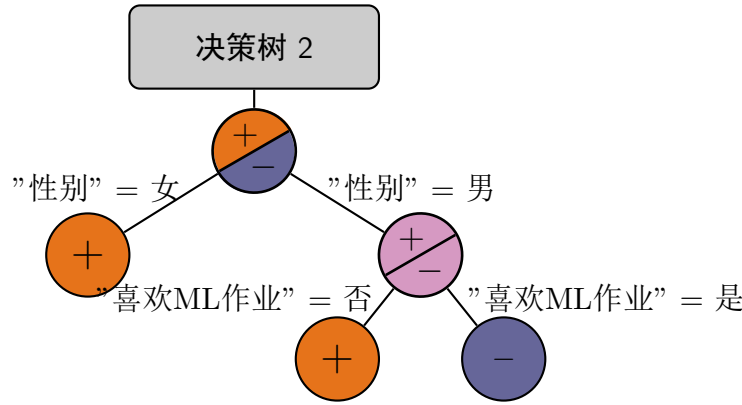 决策树 2
+
−
”性别” = 女
”性别” = 男
+
+
−
”喜欢ML作业” = 否
”喜欢ML作业” = 是
+
−